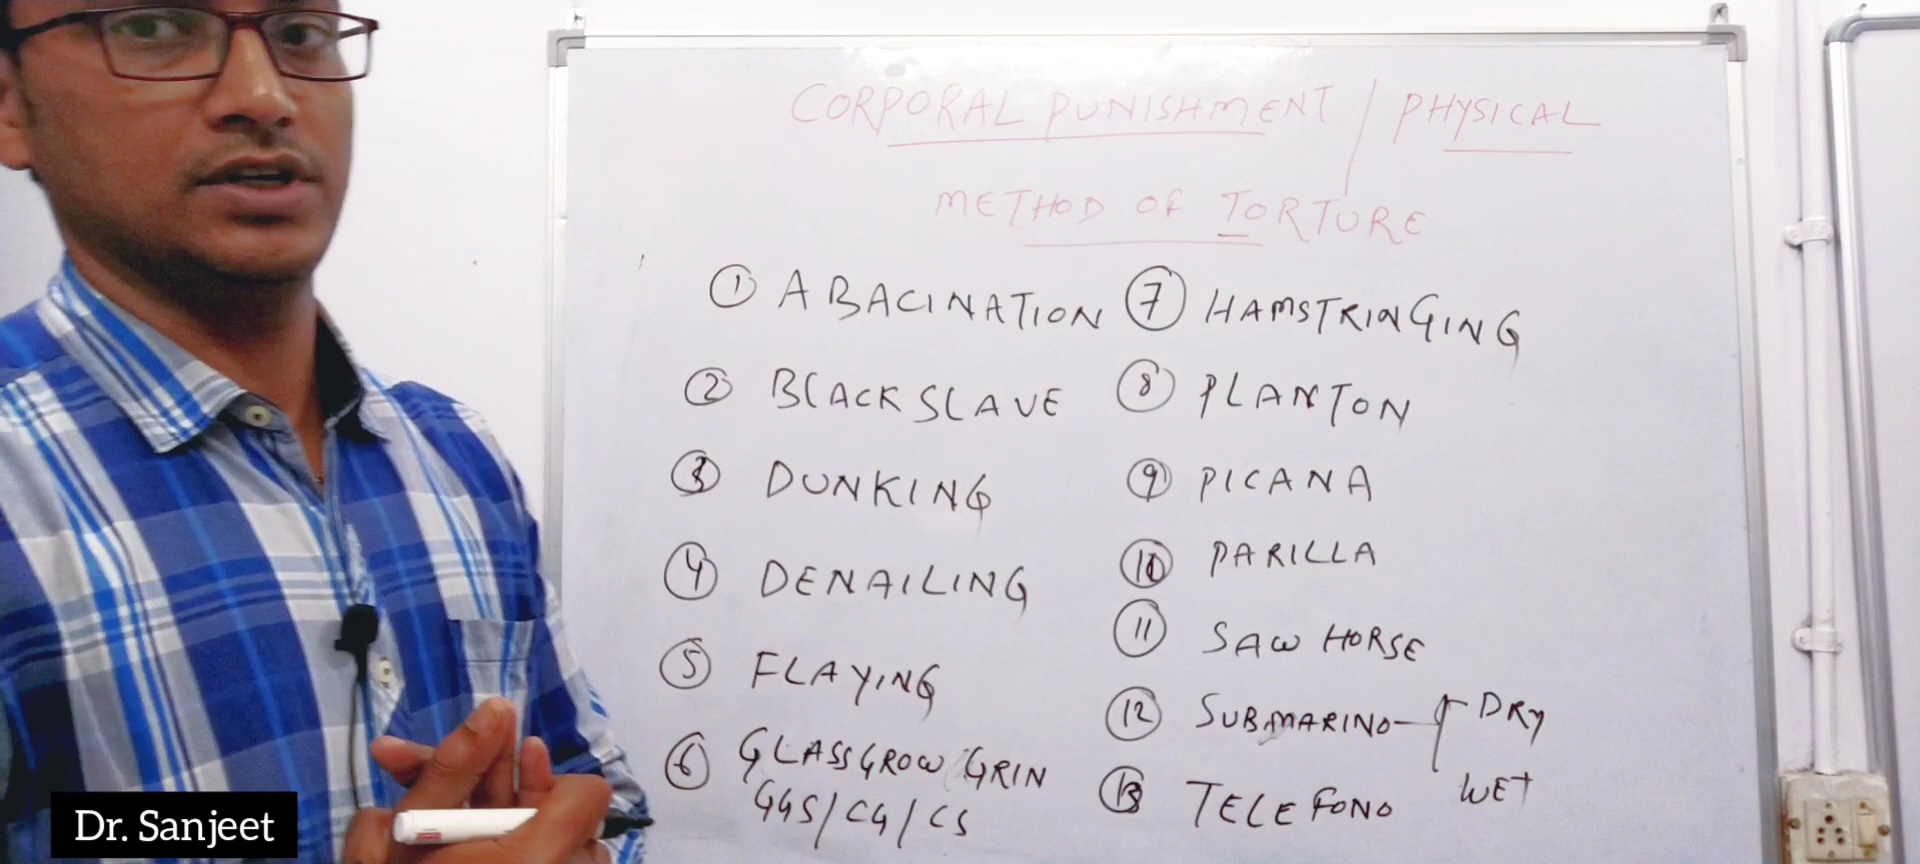 CORPORAL PUNISHMENT / PHYSICAL
METHOD OF TORTURE
① ABACINATION
② BLACK SLAVE
③ DUNKING
④ DENAILING
⑤ FLAYING
⑥ GLASSGROW GRIN
GGS/CG/CS
⑦ HAMSTRINGING
⑧ PLANTON
⑨ PICANA
⑩ PARILLA
⑪ SAW HORSE
⑫ SUBMARINO DRY
WET
⑬ TELEFONO
Dr. Sanjeet